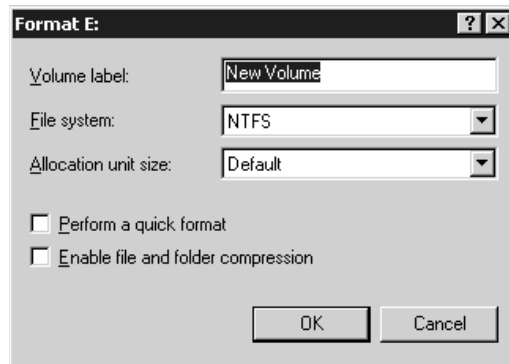 Format E:
Volume label: New Volume
File system: NTFS
Allocation unit size: Default
Perform a quick format
Enable file and folder compression
OK Cancel